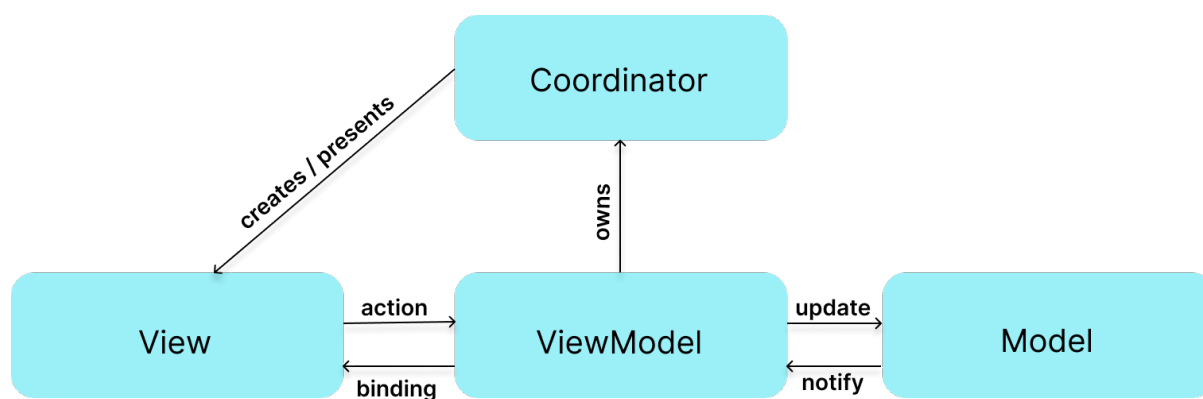 Coordinator
creates / presents
owns
View
action
binding
ViewModel
update
notify
Model